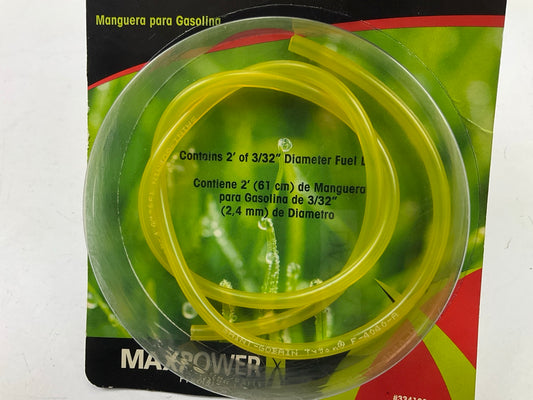 Manguera para Gasolina
Contains 2' of 3/32" Diameter Fuel L
Contiene 2' (61 cm) de Manguera
para Gasolina de 3/32"
(2,4 mm) de Diametro
MAXPOWER